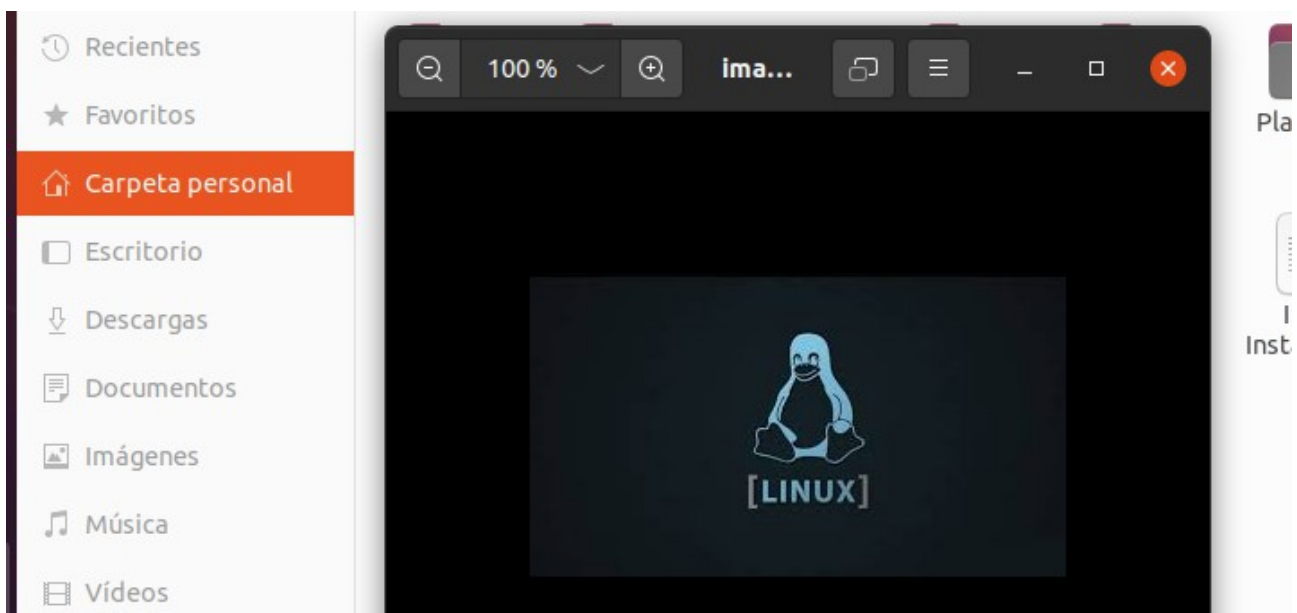 Recientes
Favoritos
Carpeta personal
Escritorio
Descargas
Documentos
Imágenes
Música
Vídeos
100 %
ima...
[LINUX]
Pla
I
Inst